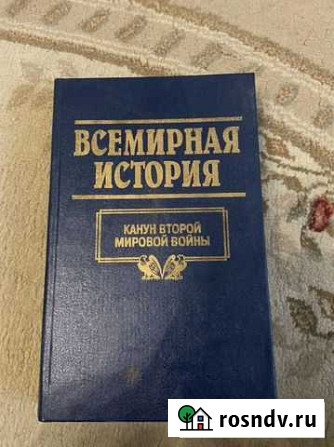 ВСЕМИРНАЯ
ИСТОРИЯ
КАНУН ВТОРОЙ
МИРОВОЙ ВОЙНЫ
rosndv.ru